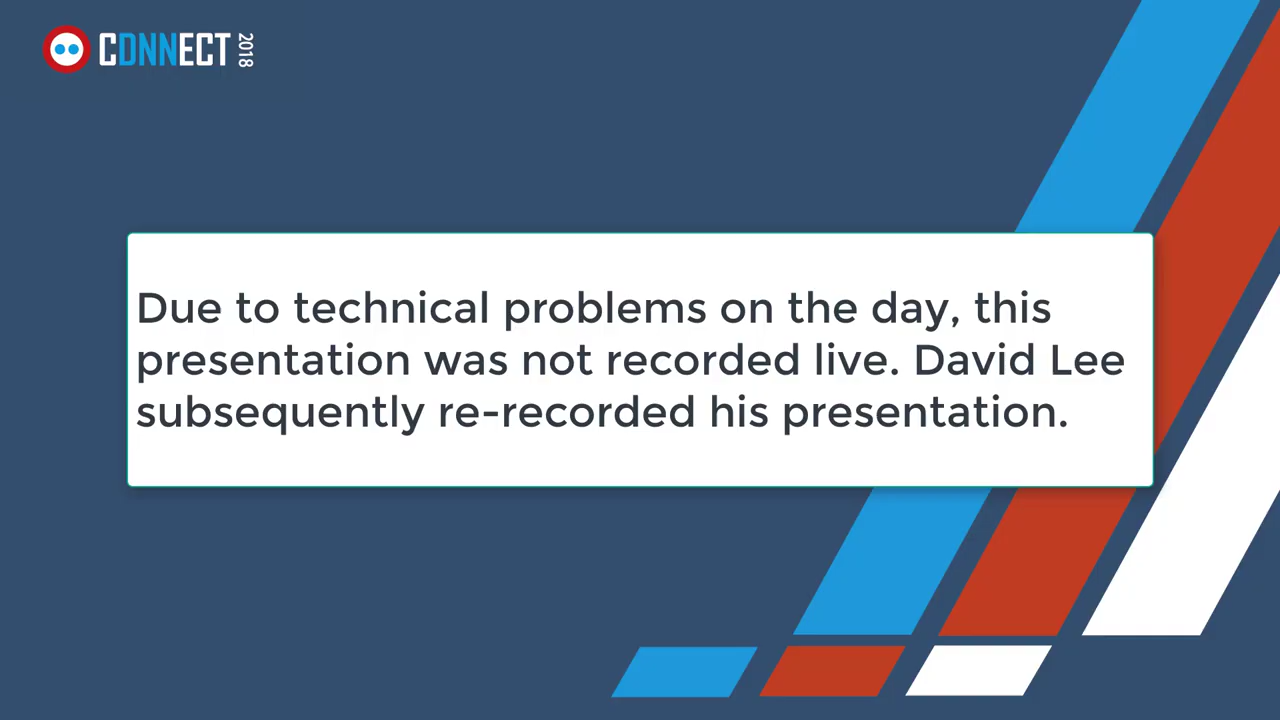 CDNNECT 2018
Due to technical problems on the day, this
presentation was not recorded live. David Lee
subsequently re-recorded his presentation.